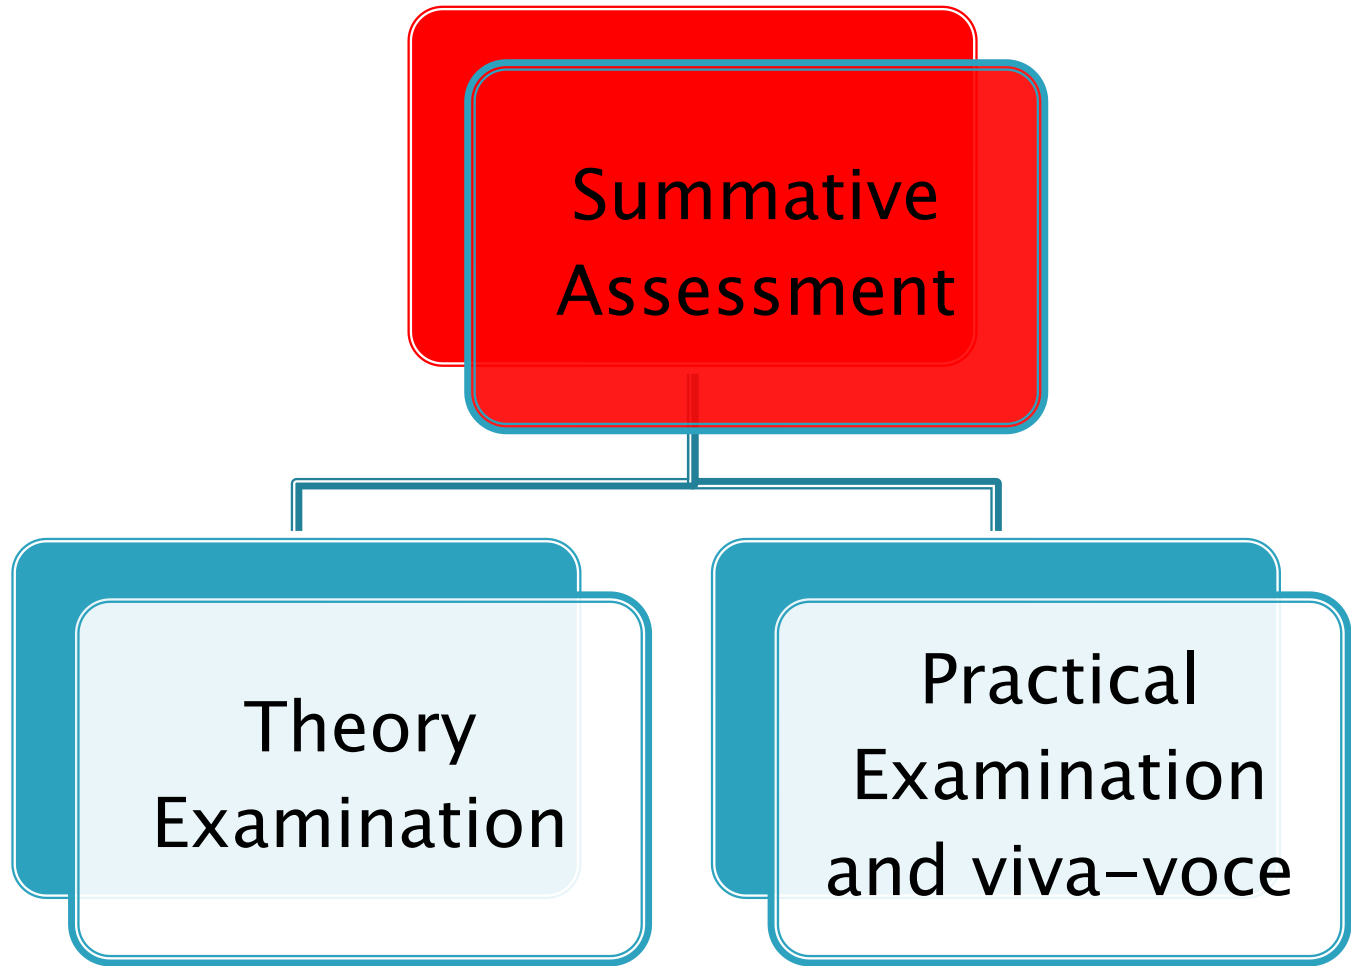 Summative
Assessment
Theory
Examination
Practical
Examination
and viva-voce